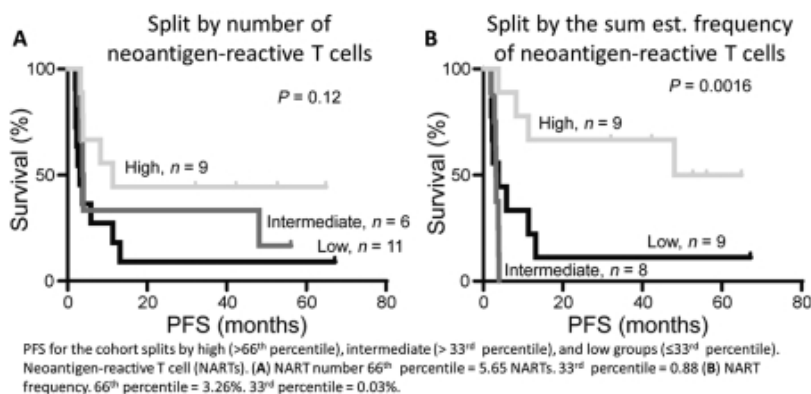 A
Split by number of
neoantigen-reactive T cells
100
50
0
Survival (%)
P = 0.12
High, n = 9
Intermediate, n = 6
Low, n = 11
0 20 40 60 80
PFS (months)
B
Split by the sum est. frequency
of neoantigen-reactive T cells
100
50
0
Survival (%)
P = 0.0016
High, n = 9
Low, n = 9
Intermediate, n = 8
0 20 40 60 80
PFS (months)
PFS for the cohort splits by high (>66th percentile), intermediate (> 33rd percentile), and low groups (≤33rd percentile).
Neoantigen-reactive T cell (NARTs). (A) NART number 66th percentile = 5.65 NARTs. 33rd percentile = 0.88 (B) NART
frequency. 66th percentile = 3.26%. 33rd percentile = 0.03%.